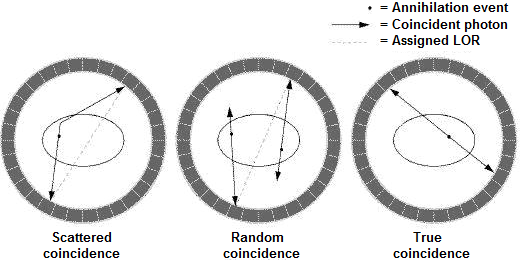 = Annihilation event
= Coincident photon
= Assigned LOR
Scattered
coincidence
Random
coincidence
True
coincidence